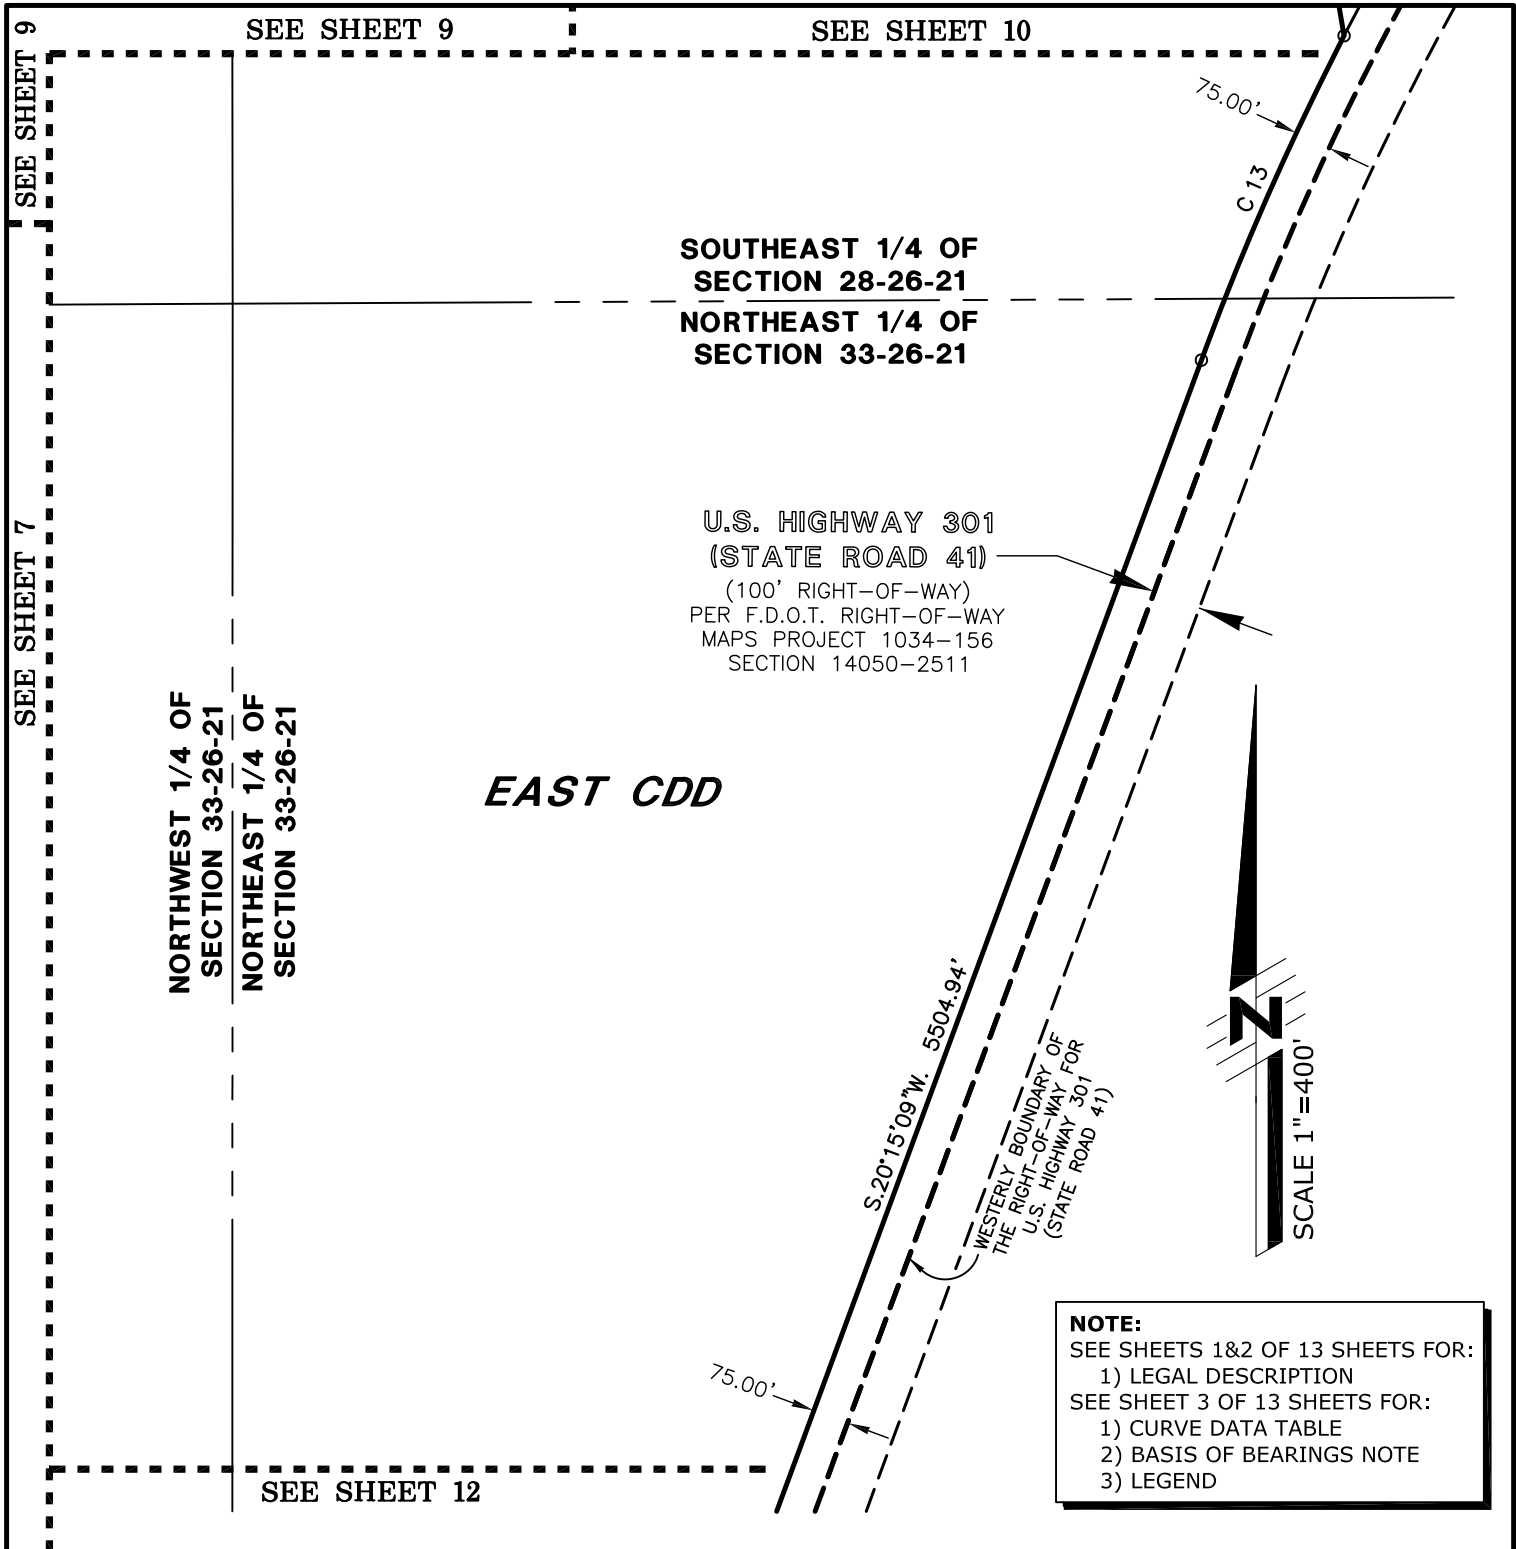 SEE SHEET 9
SEE SHEET 10
SEE SHEET 9
75.00'
C 13
SOUTHEAST 1/4 OF
SECTION 28-26-21
NORTHEAST 1/4 OF
SECTION 33-26-21
SEE SHEET 7
U.S. HIGHWAY 301
(STATE ROAD 41)
(100' RIGHT-OF-WAY)
PER F.D.O.T. RIGHT-OF-WAY
MAPS PROJECT 1034-156
SECTION 14050-2511
NORTHWEST 1/4 OF
SECTION 33-26-21
NORTHEAST 1/4 OF
SECTION 33-26-21
EAST CDD
S.20°15'09"W. 5504.94'
WESTERLY BOUNDARY OF
THE RIGHT-OF-WAY FOR
U.S. HIGHWAY 301
(STATE ROAD 41)
N
SCALE 1"=400'
75.00'
SEE SHEET 12
NOTE:
SEE SHEETS 1&2 OF 13 SHEETS FOR:
1) LEGAL DESCRIPTION
SEE SHEET 3 OF 13 SHEETS FOR:
1) CURVE DATA TABLE
2) BASIS OF BEARINGS NOTE
3) LEGEND